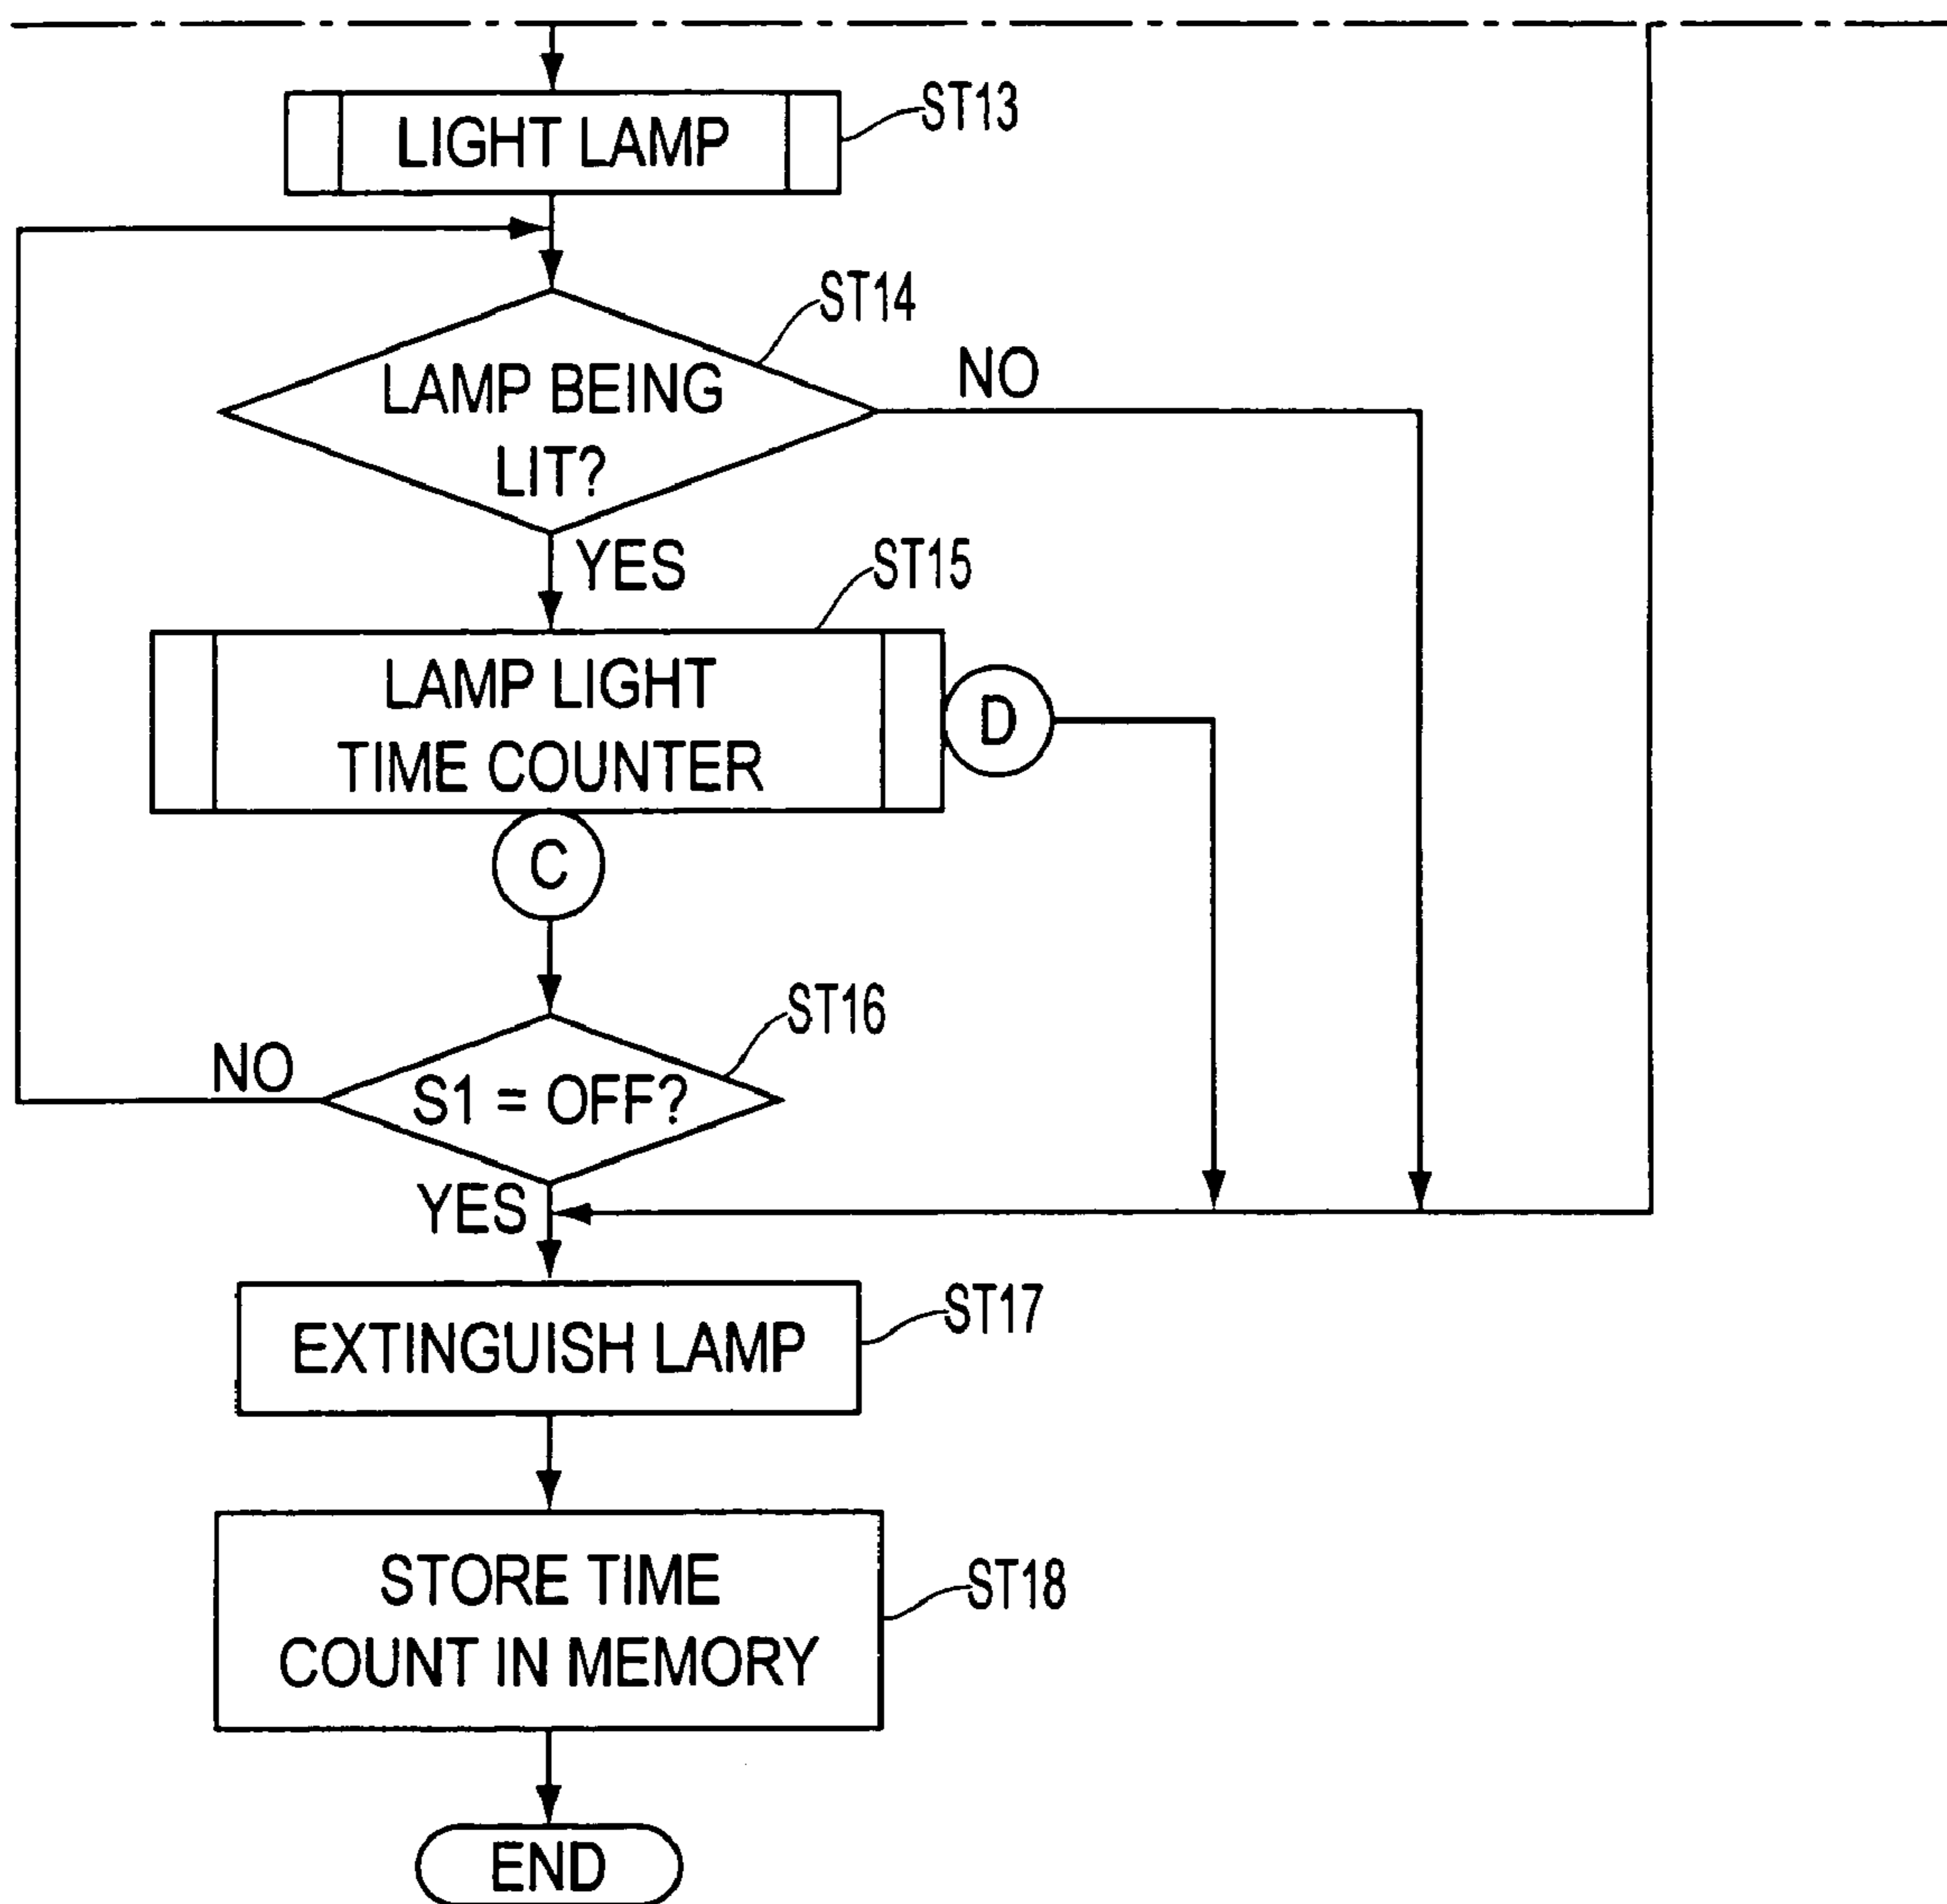 ST13
LIGHT LAMP
ST14
LAMP BEING
LIT?
NO
YES
ST15
LAMP LIGHT
TIME COUNTER
D
C
ST16
NO
S1 = OFF?
YES
ST17
EXTINGUISH LAMP
STORE TIME
COUNT IN MEMORY
ST18
END